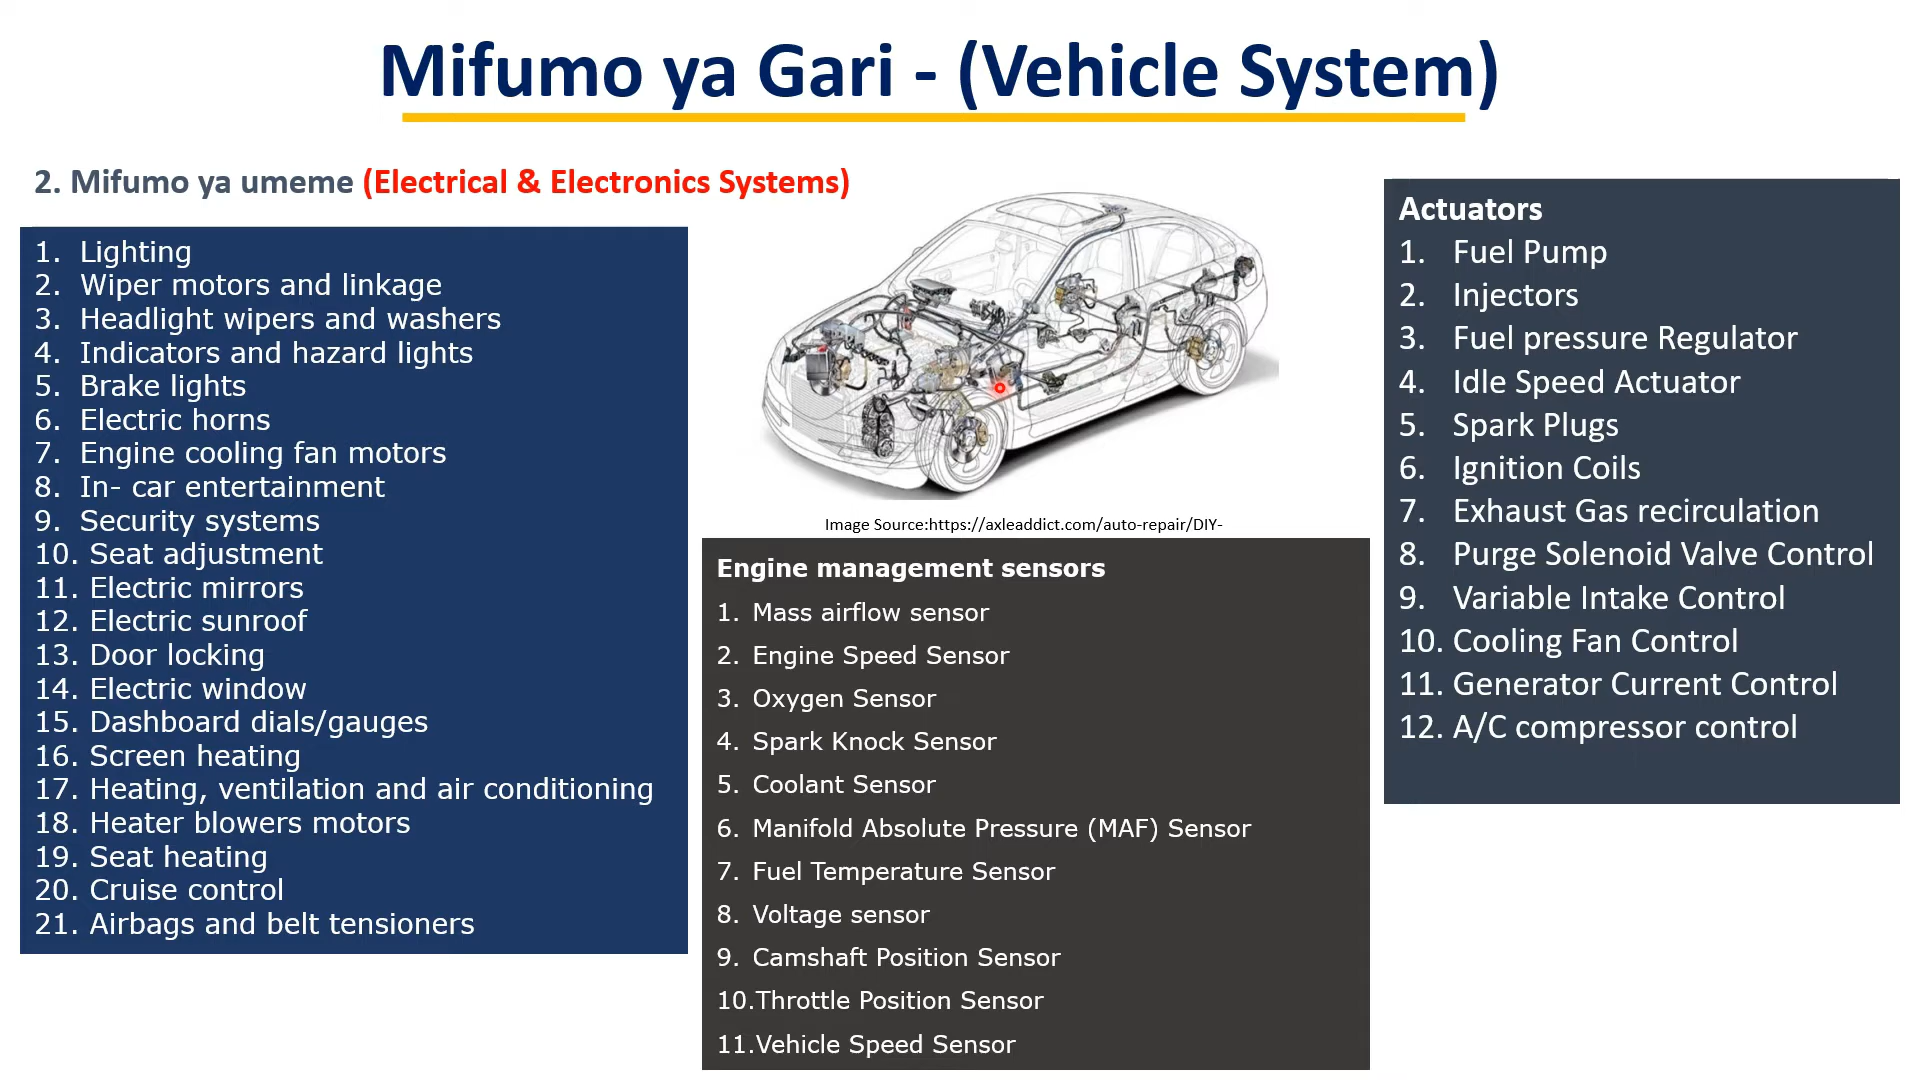 Mifumo ya Gari - (Vehicle System)
2. Mifumo ya umeme (Electrical & Electronics Systems)
1. Lighting
2. Wiper motors and linkage
3. Headlight wipers and washers
4. Indicators and hazard lights
5. Brake lights
6. Electric horns
7. Engine cooling fan motors
8. In- car entertainment
9. Security systems
10. Seat adjustment
11. Electric mirrors
12. Electric sunroof
13. Door locking
14. Electric window
15. Dashboard dials/gauges
16. Screen heating
17. Heating, ventilation and air conditioning
18. Heater blowers motors
19. Seat heating
20. Cruise control
21. Airbags and belt tensioners
Image Source:https://axleaddict.com/auto-repair/DIY-
Engine management sensors
1. Mass airflow sensor
2. Engine Speed Sensor
3. Oxygen Sensor
4. Spark Knock Sensor
5. Coolant Sensor
6. Manifold Absolute Pressure (MAF) Sensor
7. Fuel Temperature Sensor
8. Voltage sensor
9. Camshaft Position Sensor
10.Throttle Position Sensor
11.Vehicle Speed Sensor
Actuators
1. Fuel Pump
2. Injectors
3. Fuel pressure Regulator
4. Idle Speed Actuator
5. Spark Plugs
6. Ignition Coils
7. Exhaust Gas recirculation
8. Purge Solenoid Valve Control
9. Variable Intake Control
10. Cooling Fan Control
11. Generator Current Control
12. A/C compressor control